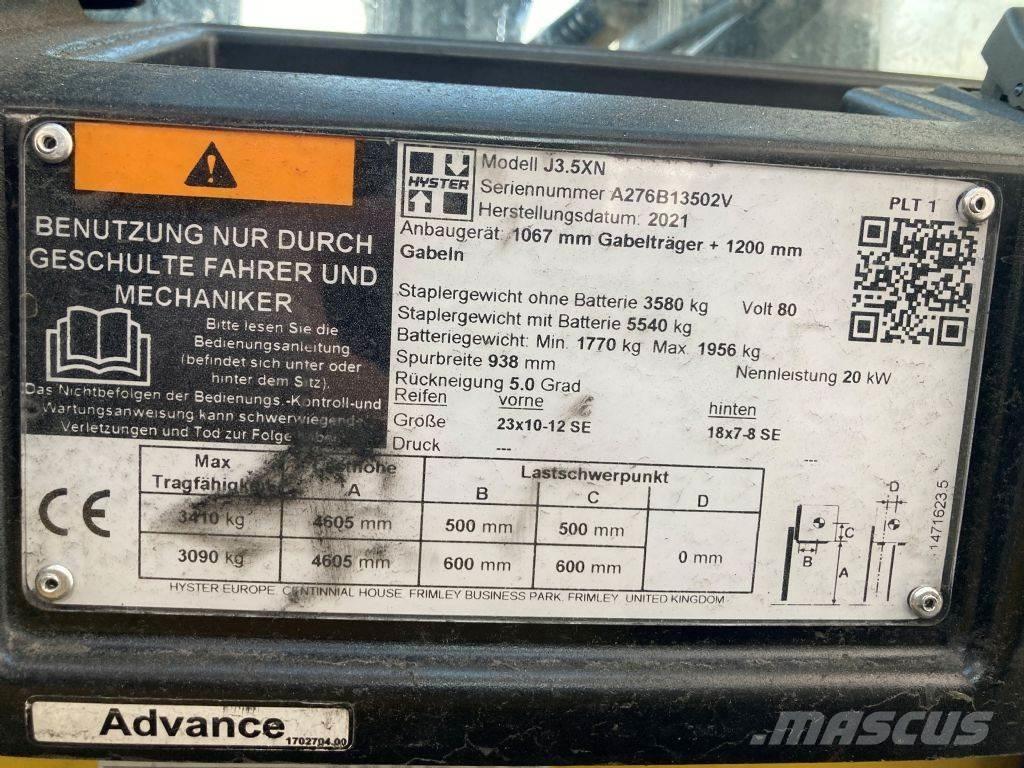 BENUTZUNG NUR DURCH
GESCHULTE FAHRER UND
MECHANIKER
Bitte lesen Sie die
Bedienungsanleitung
(befindet sich unter oder
hinter dem Sitz).
Das Nichtbefolgen der Bedienungs.-Kontroll-und
Wartungsanweisung kann
Verletzungen und Tod zur Folge
HYSTER
Modell J3.5XN
Seriennummer A276B13502V
Herstellungsdatum: 2021
Anbaugerät: 1067 mm Gabelträger + 1200 mm
Gabeln
PLT 1
Staplergewicht ohne Batterie 3580 kg Volt 80
Staplergewicht mit Batterie 5540 kg
Batteriegewicht: Min. 1770 kg Max. 1956 kg
Spurbreite 938 mm Nennleistung 20 kW
Rückneigung 5.0 Grad
Reifen vorne hinten
Größe 23x10-12 SE 18x7-8 SE
Druck --- ---
Max Lastschwerpunkt
A B C D
3410 kg 4605 mm 500 mm 500 mm 0 mm
3090 kg 4605 mm 600 mm 600 mm
CE
D
C
B
A
1471623.5
HYSTER EUROPE, CENTINNIAL HOUSE, FRIMLEY BUSINESS PARK, FRIMLEY, UNITED KINGDOM
Advance
1702704.00
.MASCUS